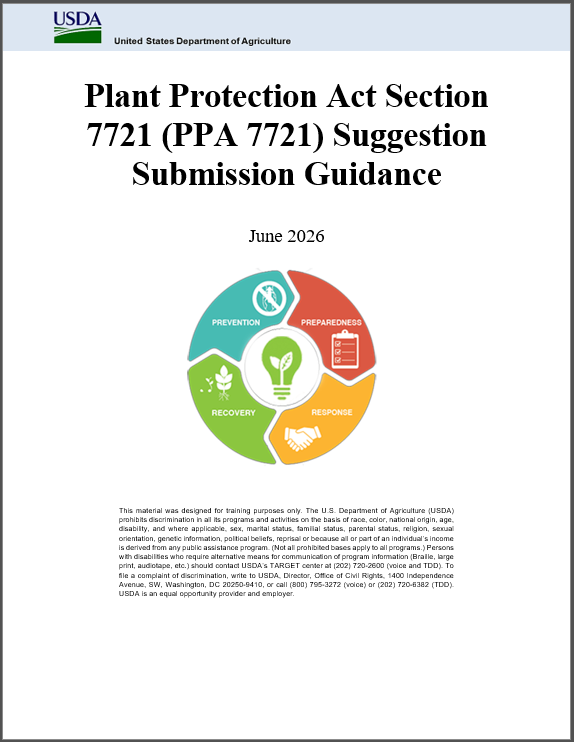 USDA
United States Department of Agriculture
Plant Protection Act Section
7721 (PPA 7721) Suggestion
Submission Guidance
June 2026
PREVENTION
PREPAREDNESS
RECOVERY
RESPONSE
This material was designed for training purposes only. The U.S. Department of Agriculture (USDA)
prohibits discrimination in all its programs and activities on the basis of race, color, national origin, age,
disability, and where applicable, sex, marital status, familial status, parental status, religion, sexual
orientation, genetic information, political beliefs, reprisal or because all or part of an individual's income
is derived from any public assistance program. (Not all prohibited bases apply to all programs.) Persons
with disabilities who require alternative means for communication of program information (Braille, large
print, audiotape, etc.) should contact USDA's TARGET center at (202) 720-2600 (voice and TDD). To
file a complaint of discrimination, write to USDA, Director, Office of Civil Rights, 1400 Independence
Avenue, SW, Washington, DC 20250-9410, or call (800) 795-3272 (voice) or (202) 720-6382 (TDD).
USDA is an equal opportunity provider and employer.